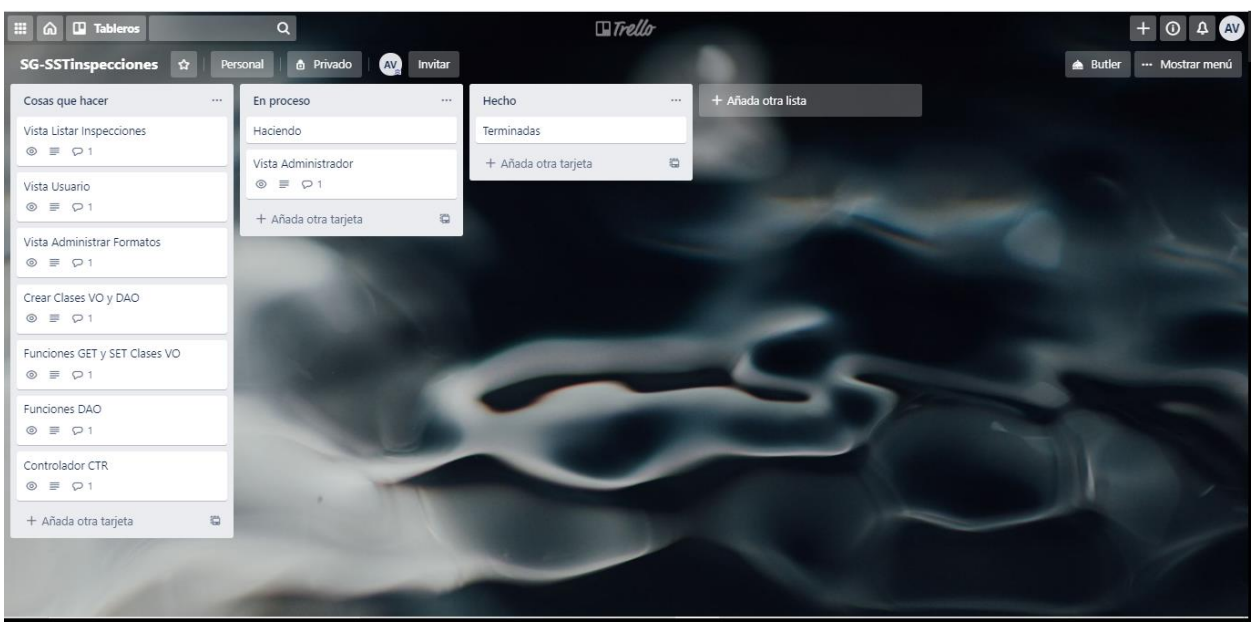 Tableros
Trello
AV
SG-SSTinspecciones
Personal
Privado
AV
Invitar
Butler
Mostrar menú
Cosas que hacer
Vista Listar Inspecciones
1
Vista Usuario
1
Vista Administrar Formatos
1
Crear Clases VO y DAO
1
Funciones GET y SET Clases VO
1
Funciones DAO
1
Controlador CTR
1
+ Añada otra tarjeta
En proceso
Haciendo
Vista Administrador
1
+ Añada otra tarjeta
Hecho
Terminadas
+ Añada otra tarjeta
+ Añada otra lista